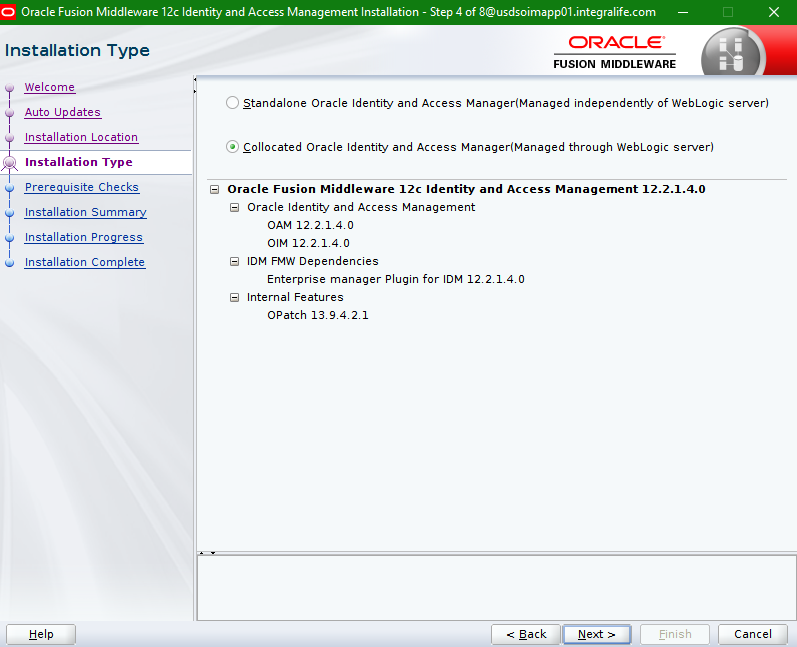 Oracle Fusion Middleware 12c Identity and Access Management Installation - Step 4 of 8@usdsoimapp01.integralife.com
Installation Type
ORACLE
FUSION MIDDLEWARE
Welcome
Auto Updates
Installation Location
Installation Type
Prerequisite Checks
Installation Summary
Installation Progress
Installation Complete
Standalone Oracle Identity and Access Manager(Managed independently of WebLogic server)
Collocated Oracle Identity and Access Manager(Managed through WebLogic server)
Oracle Fusion Middleware 12c Identity and Access Management 12.2.1.4.0
Oracle Identity and Access Management
OAM 12.2.1.4.0
OIM 12.2.1.4.0
IDM FMW Dependencies
Enterprise manager Plugin for IDM 12.2.1.4.0
Internal Features
OPatch 13.9.4.2.1
Help
< Back
Next >
Finish
Cancel